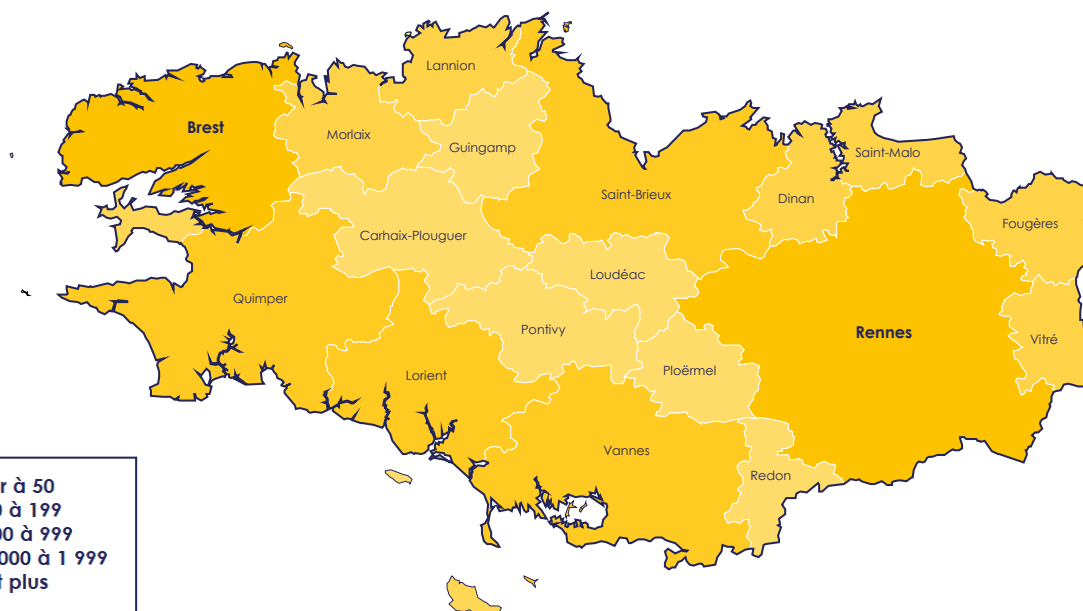 Lannion
Brest
Morlaix
Guingamp
Saint-Malo
Saint-Brieux
Dinan
Fougères
Carhaix-Plouguer
Loudéac
Quimper
Pontivy
Rennes
Vitré
Ploërmel
Lorient
Vannes
Redon
r à 50
à 199
à 999
000 à 1 999
t plus